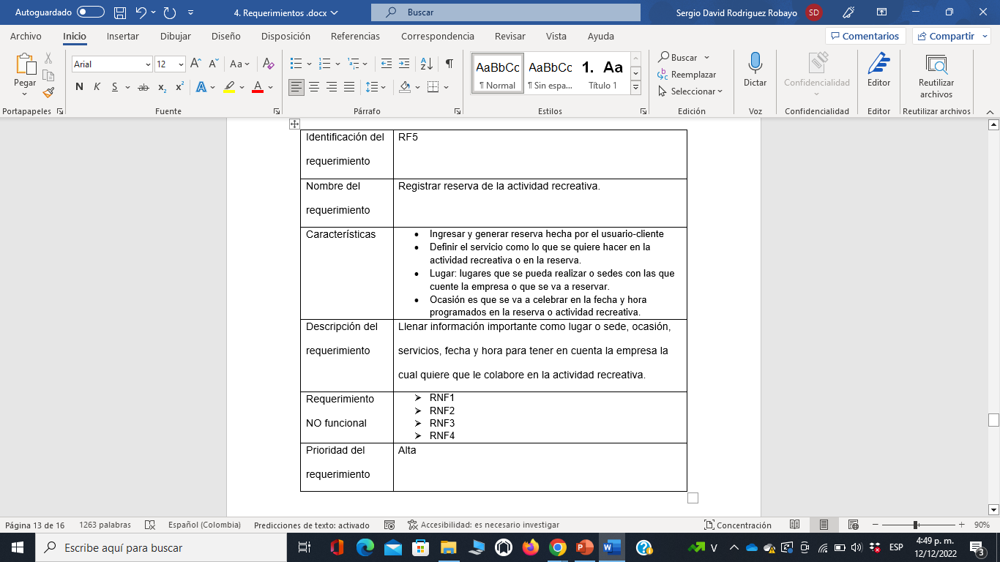 Autoguardado
4. Requerimientos .docx
Buscar
Sergio David Rodriguez Robayo
SD
Archivo
Inicio
Insertar
Dibujar
Diseño
Disposición
Referencias
Correspondencia
Revisar
Vista
Ayuda
Comentarios
Compartir
Pegar
Arial
12
Aa
N K S ab x2 x2 A A
AaBbCc
¶ Normal
AaBbCc
¶ Sin espa...
1. Aa
Título 1
Buscar
Reemplazar
Seleccionar
Dictar
Confidencialidad
Editor
Reutilizar
archivos
Portapapeles
Fuente
Párrafo
Estilos
Edición
Voz
Confidencialidad
Editor
Reutilizar archivos
Identificación del
requerimiento
RF5
Nombre del
requerimiento
Registrar reserva de la actividad recreativa.
Características
• Ingresar y generar reserva hecha por el usuario-cliente
• Definir el servicio como lo que se quiere hacer en la
actividad recreativa o en la reserva.
• Lugar: lugares que se pueda realizar o sedes con las que
cuente la empresa o que se va a reservar.
• Ocasión es que se va a celebrar en la fecha y hora
programados en la reserva o actividad recreativa.
Descripción del
requerimiento
Llenar información importante como lugar o sede, ocasión,
servicios, fecha y hora para tener en cuenta la empresa la
cual quiere que le colabore en la actividad recreativa.
Requerimiento
NO funcional
➢ RNF1
➢ RNF2
➢ RNF3
➢ RNF4
Prioridad del
requerimiento
Alta
Página 13 de 16
1263 palabras
Español (Colombia)
Predicciones de texto: activado
Accesibilidad: es necesario investigar
Concentración
90%
Escribe aquí para buscar
V
ESP
4:49 p. m.
12/12/2022
3